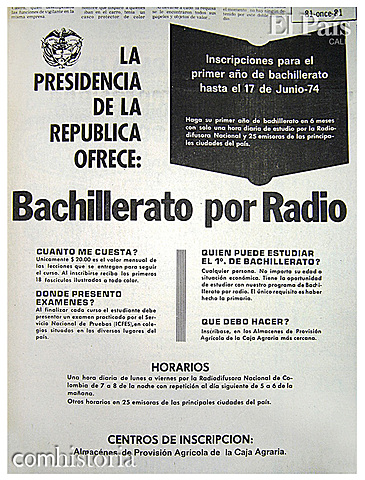 vigilancia en la misma empresa.
El País
CALI
LA
PRESIDENCIA
DE LA
REPUBLICA
OFRECE:
Inscripciones para el
primer año de bachillerato
hasta el 17 de Junio-74
Haga su primer año de bachillerato en 6 meses
con solo una hora diaria de estudio por la Radio-
difusora Nacional y 25 emisoras de las principa-
les ciudades del país.
Bachillerato por Radio
CUANTO ME CUESTA?
Unicamente $ 20.00 es el valor mensual de
las lecciones que se entregan para seguir
el curso. Al inscribirse recibe los primeros
18 fascículos ilustrados a todo color.
DONDE PRESENTO
EXAMENES?
Al finalizar cada curso el estudiante debe
presentar un examen practicado por el Ser-
vicio Nacional de Pruebas (ICFES), en cole-
gios situados en los diversos lugares del
país.
QUIEN PUEDE ESTUDIAR
EL 1º. DE BACHILLERATO?
Cualquier persona. No importa su edad o
situación económica. Tiene la oportunidad
de estudiar con nuestro programa de Bachi-
llerato por radio. El único requisito es haber
hecho la primaria.
QUE DEBO HACER?
Inscríbase, en los Almacenes de Provisión
Agrícola de la Caja Agraria más cercano.
HORARIOS
Una hora diaria de lunes a viernes por la Radiodifusora Nacional de Co-
lombia de 7 a 8 de la noche con repetición al día siguiente de 5 a 6 de la
mañana.
Otros horarios en 25 emisoras de las principales ciudades del país.
CENTROS DE INSCRIPCION:
Almacénes de Provisión Agrícola de la Caja Agraria.
comhistoria